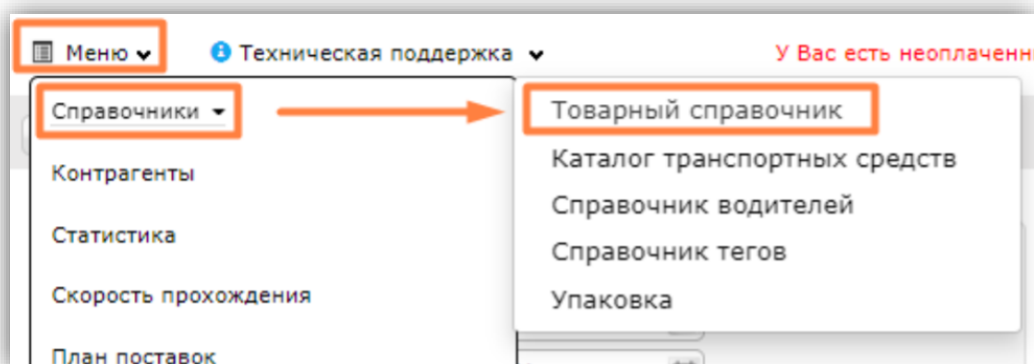 Меню Техническая поддержка У Вас есть неоплаченн
Справочники
Товарный справочник
Контрагенты
Каталог транспортных средств
Статистика
Справочник водителей
Справочник тегов
Скорость прохождения
Упаковка
План поставок